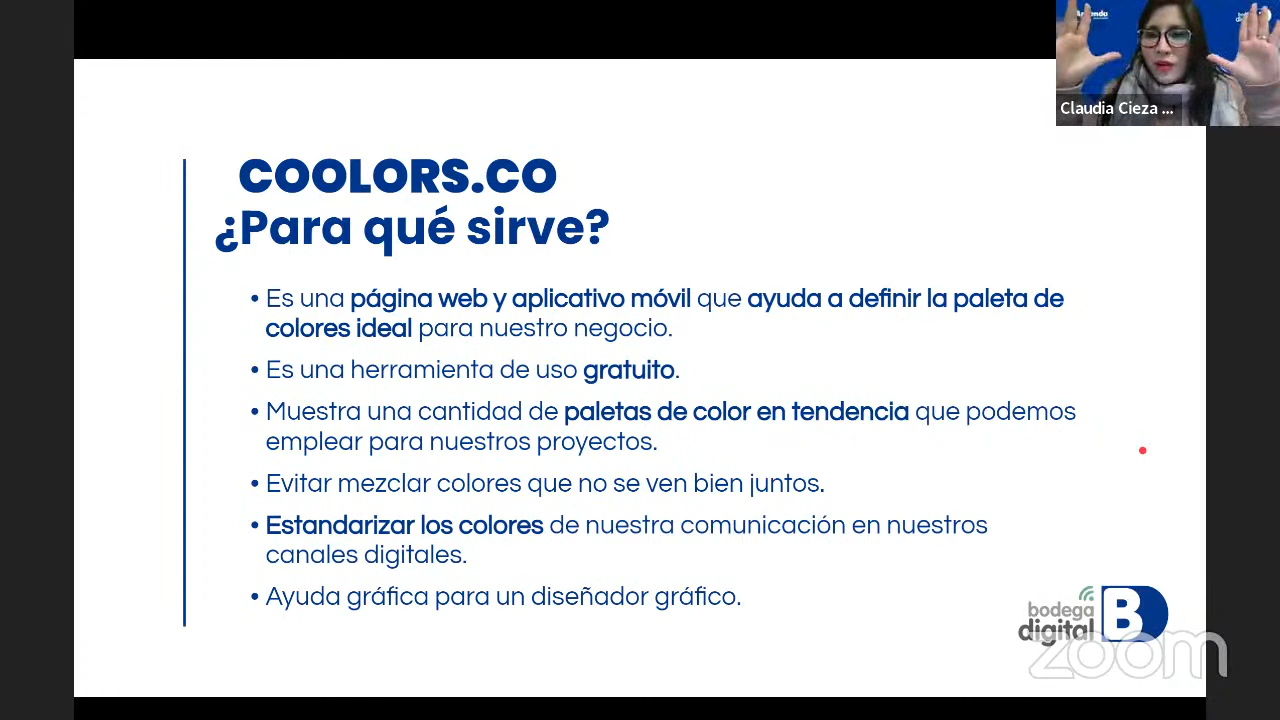 Claudia Cieza ...
COOLORS.CO
¿Para qué sirve?
• Es una página web y aplicativo móvil que ayuda a definir la paleta de
colores ideal para nuestro negocio.
• Es una herramienta de uso gratuito.
• Muestra una cantidad de paletas de color en tendencia que podemos
emplear para nuestros proyectos.
• Evitar mezclar colores que no se ven bien juntos.
• Estandarizar los colores de nuestra comunicación en nuestros
canales digitales.
• Ayuda gráfica para un diseñador gráfico.
bodega
digital
B
zoom